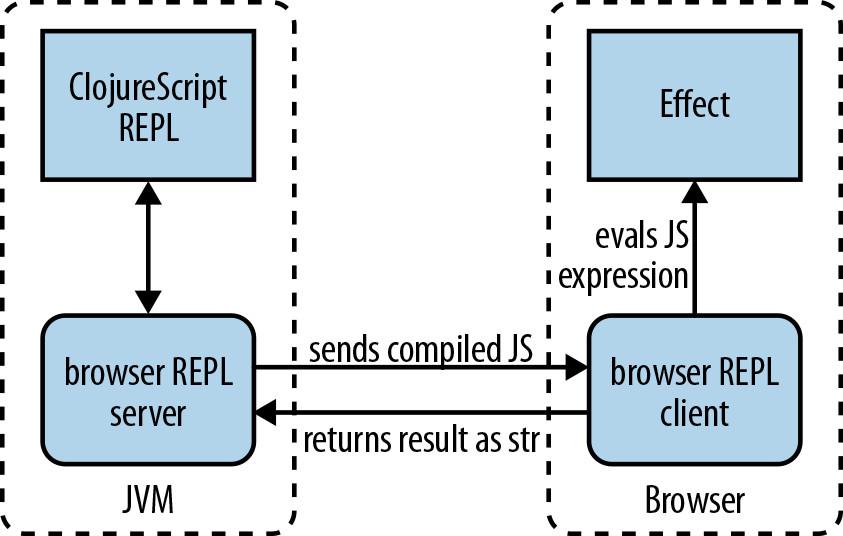 ClojureScript
REPL
Effect
evals JS
expression
sends compiled JS
browser REPL
server
browser REPL
client
returns result as str
JVM
Browser